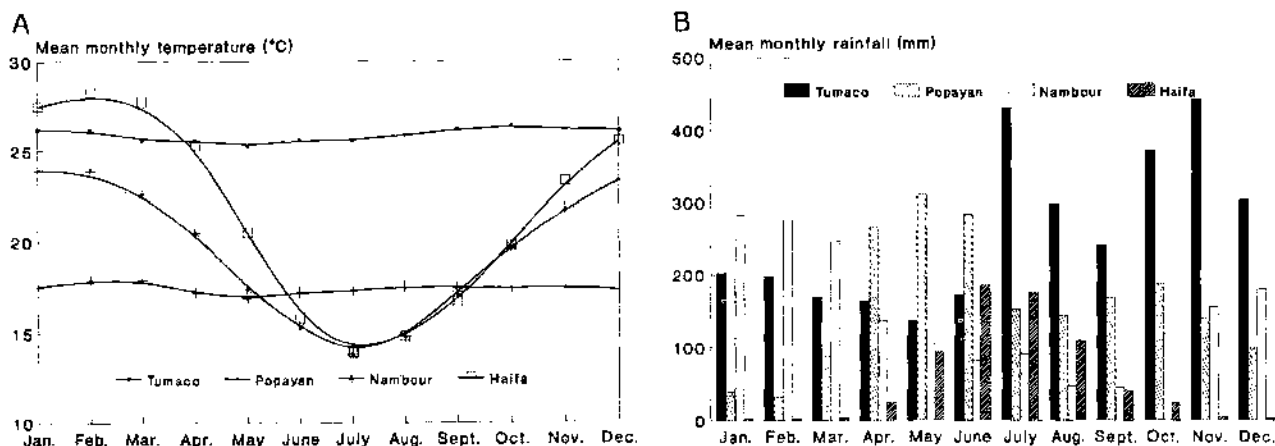 A
Mean monthly temperature (°C)
30
25
20
15
10
Tumaco Popayan Nambour Haifa
Jan. Feb. Mar. Apr. May June July Aug. Sept. Oct. Nov. Dec.
B
Mean monthly rainfall (mm)
500
400
300
200
100
0
Tumaco Popayan Nambour Haifa
Jan. Feb. Mar. Apr. May June July Aug. Sept. Oct. Nov. Dec.